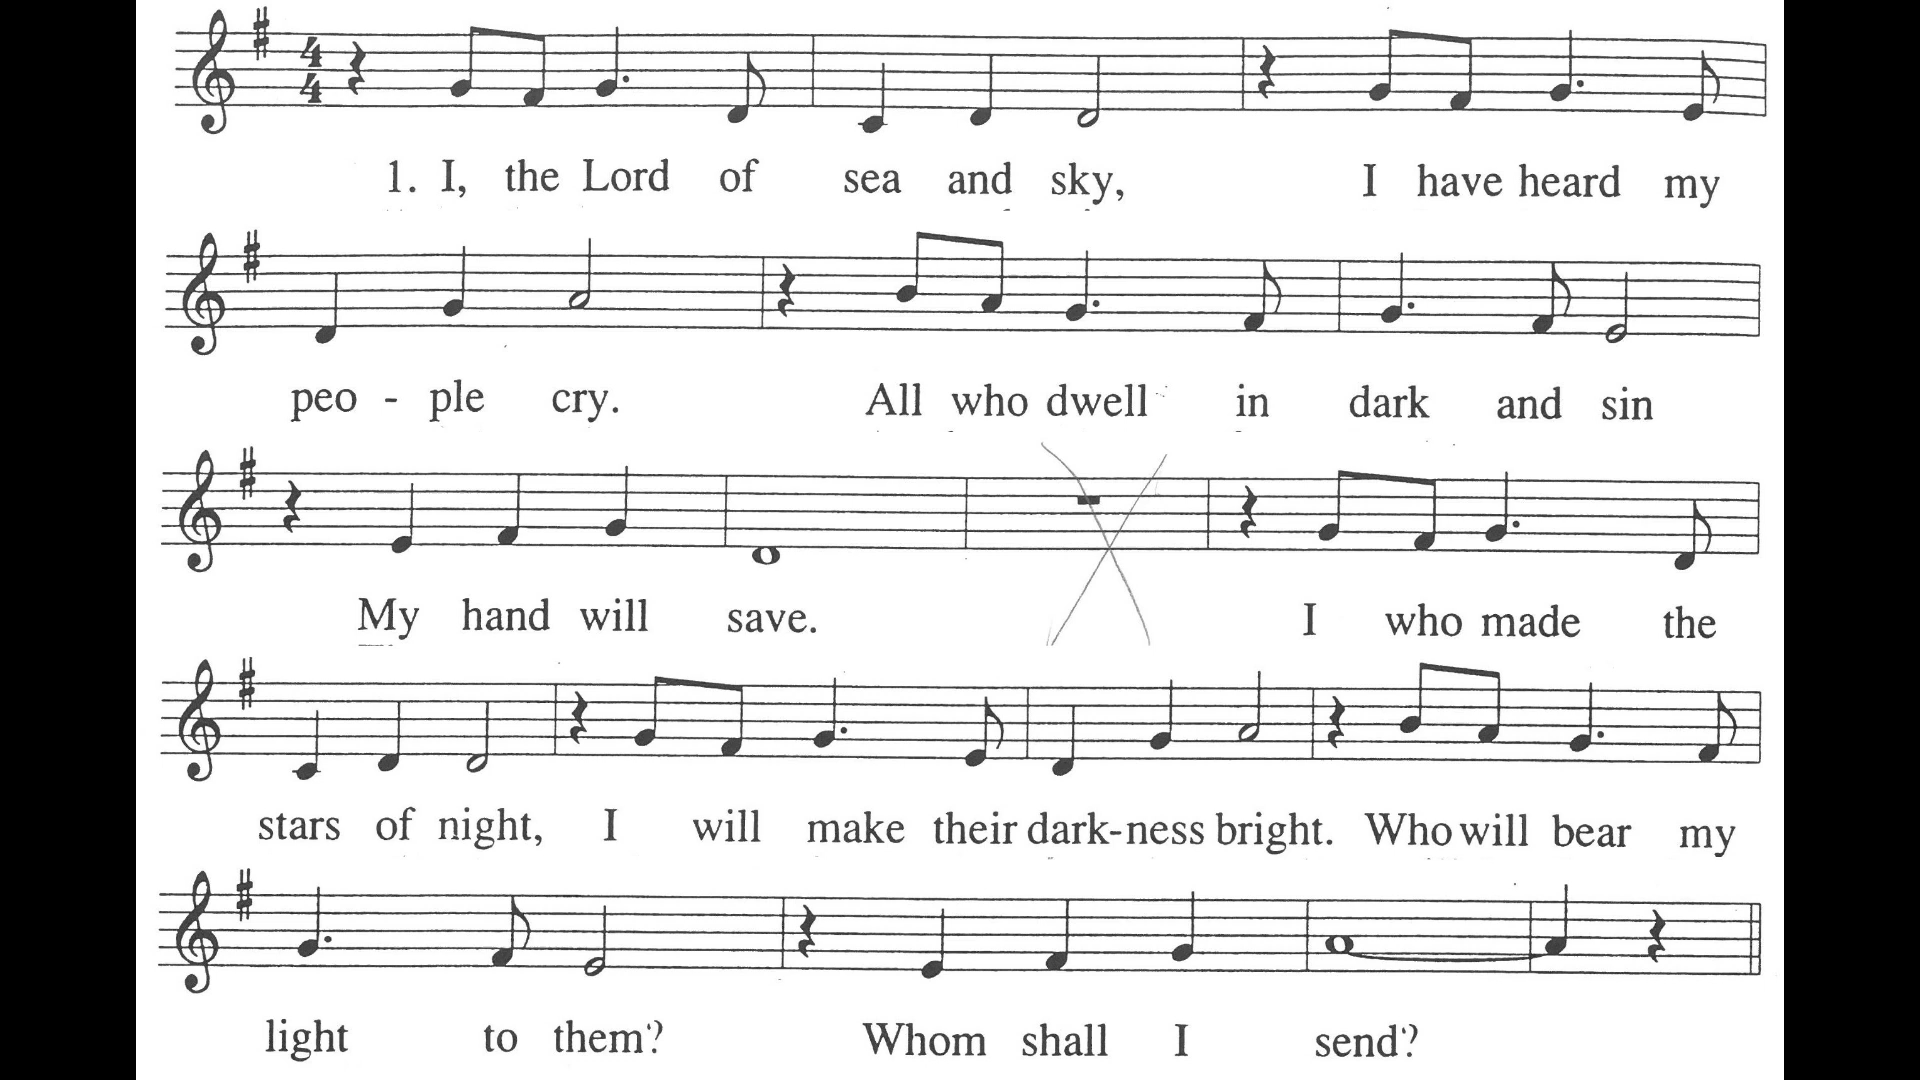 4 4
1. I, the Lord of sea and sky, I have heard my
peo - ple cry. All who dwell in dark and sin
My hand will save. I who made the
stars of night, I will make their dark-ness bright. Who will bear my
light to them? Whom shall I send?